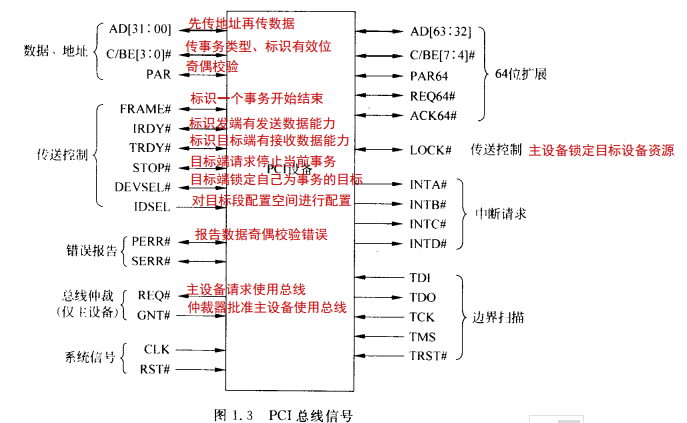 AD[31:00] 先传地址再传数据
数据、地址 C/BE[3:0]# 传事务类型、标识有效位
PAR 奇偶校验
FRAME# 标识一个事务开始结束
IRDY# 标识发端有发送数据能力
TRDY# 标识目标端有接收数据能力
传送控制 STOP# 目标端请求停止当前事务
DEVSEL# 目标端锁定自己为事务的目标
IDSEL 对目标段配置空间进行配置
错误报告 PERR# 报告数据奇偶校验错误
SERR#
总线仲裁 REQ# 主设备请求使用总线
(仅主设备) GNT# 仲裁器批准主设备使用总线
系统信号 CLK
RST#
PCI设备
AD[63:32]
C/BE[7:4]#
PAR64 64位扩展
REQ64#
ACK64#
LOCK# 传送控制 主设备锁定目标设备资源
INTA#
INTB# 中断请求
INTC#
INTD#
TDI
TDO
TCK 边界扫描
TMS
TRST#
图 1.3 PCI 总线信号